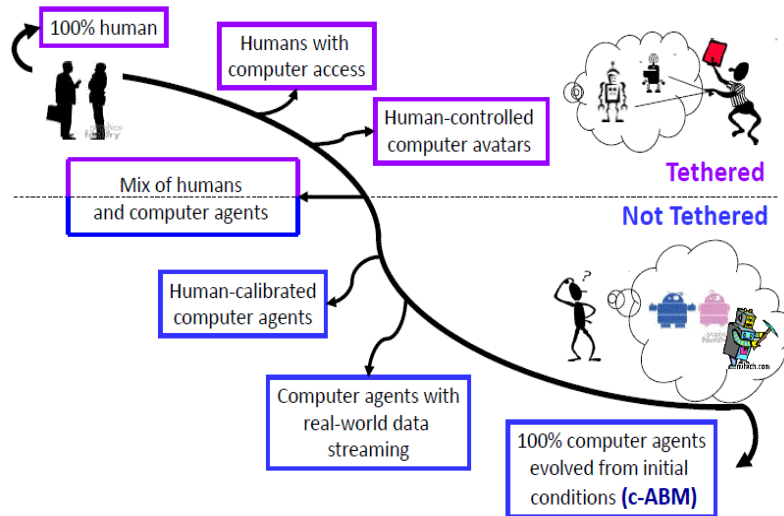 100% human
Humans with
computer access
Human-controlled
computer avatars
Tethered
Mix of humans
and computer agents
Not Tethered
?
Human-calibrated
computer agents
Computer agents with
real-world data
streaming
100% computer agents
evolved from initial
conditions (c-ABM)